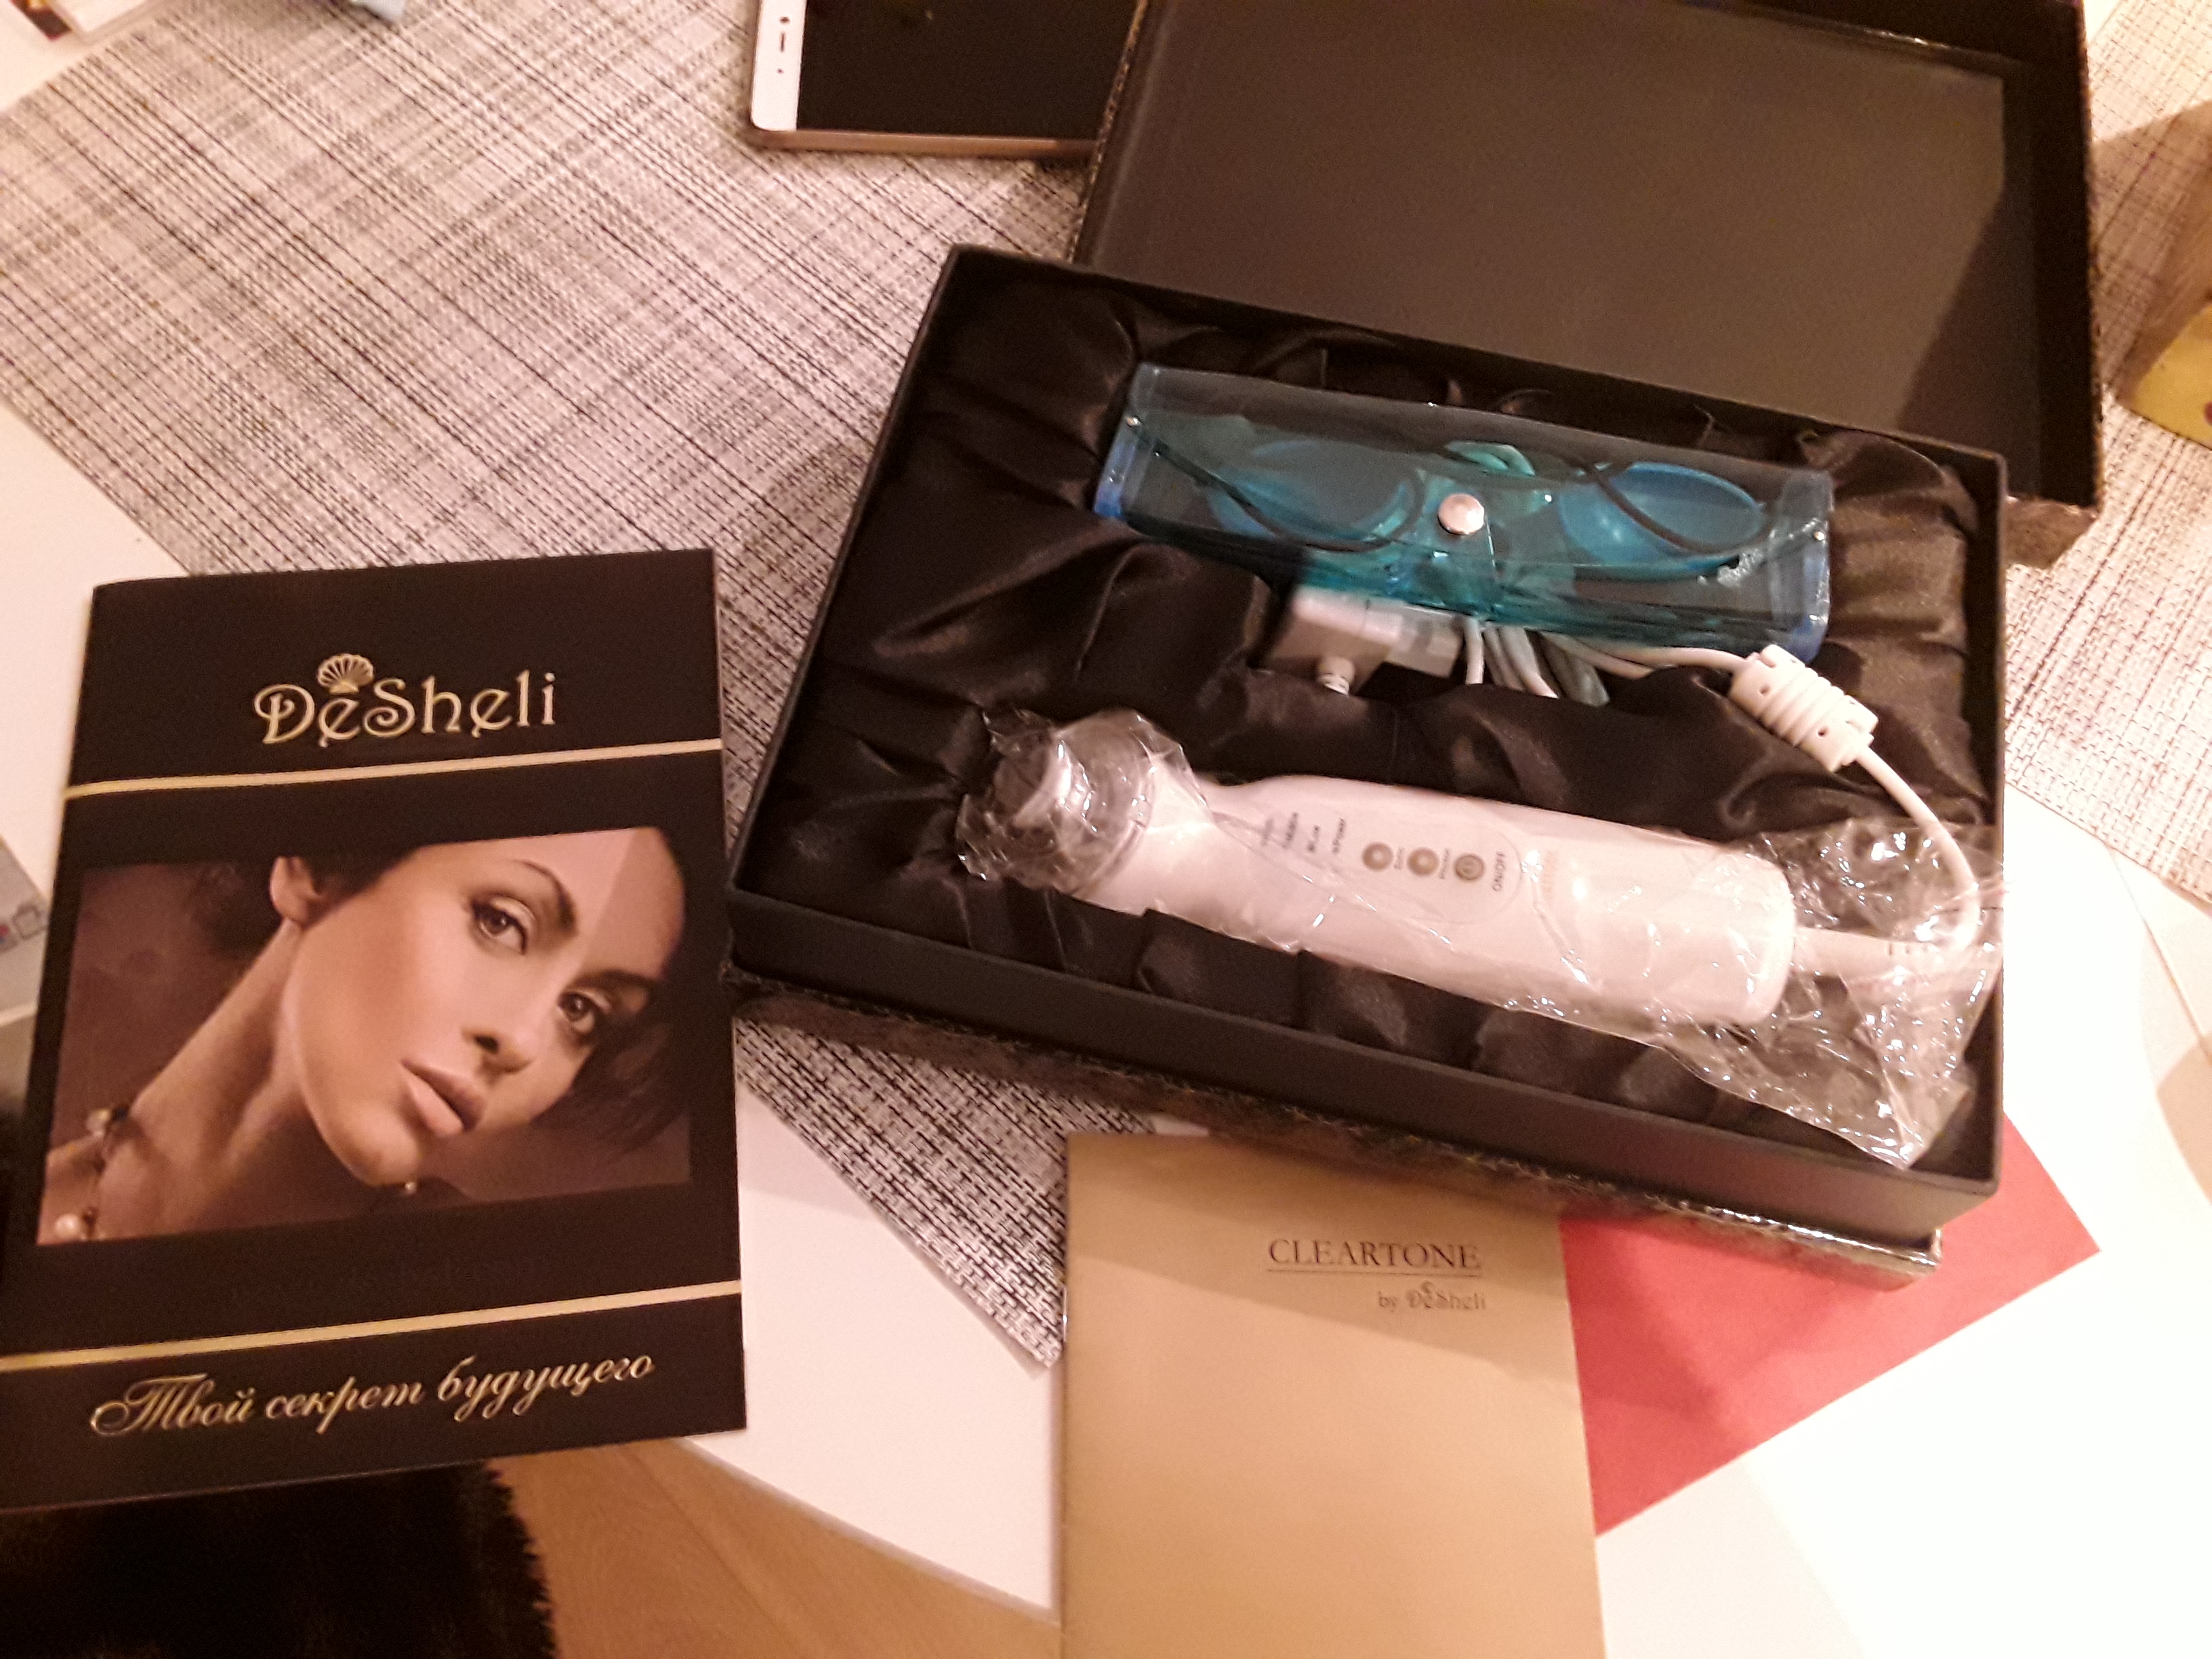 DeSheli
Твой секрет будущего
ON/OFF
CLEARTONE
by DeSheli